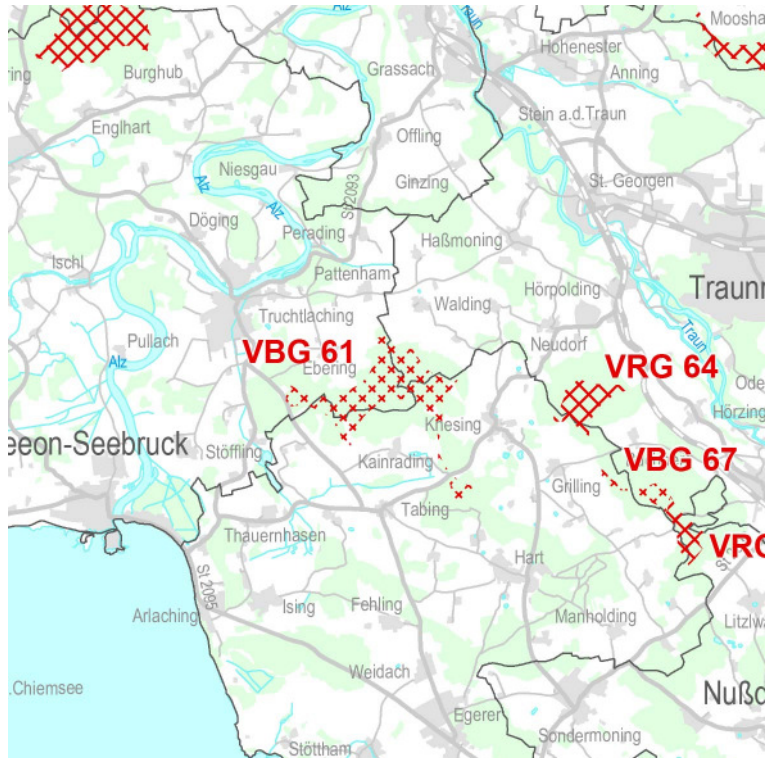 Moosha
Hohenester
Burghub
Grassach
Anning
Englhart
Stein a.d.Traun
Offling
Niesgau
Alz
Ginzing
St. Georgen
St 2093
Döging
Alz
Perading
Haßmoning
Ischl
Pattenham
Hörpolding
Traunr
Walding
Truchtlaching
Pullach
Neudorf
Traun
VBG 61
Alz
Ebering
VRG 64
Ode
Hörzing
Knesing
eeon-Seebruck
Stöffling
Kainrading
VBG 67
Grilling
Tabing
Thauernhasen
VRG
Hart
St 2095
Ising
Fehling
Arlaching
Manholding
Litzlwa
Weidach
.Chiemsee
Nußd
Egerer
Sondermoning
Stöttham